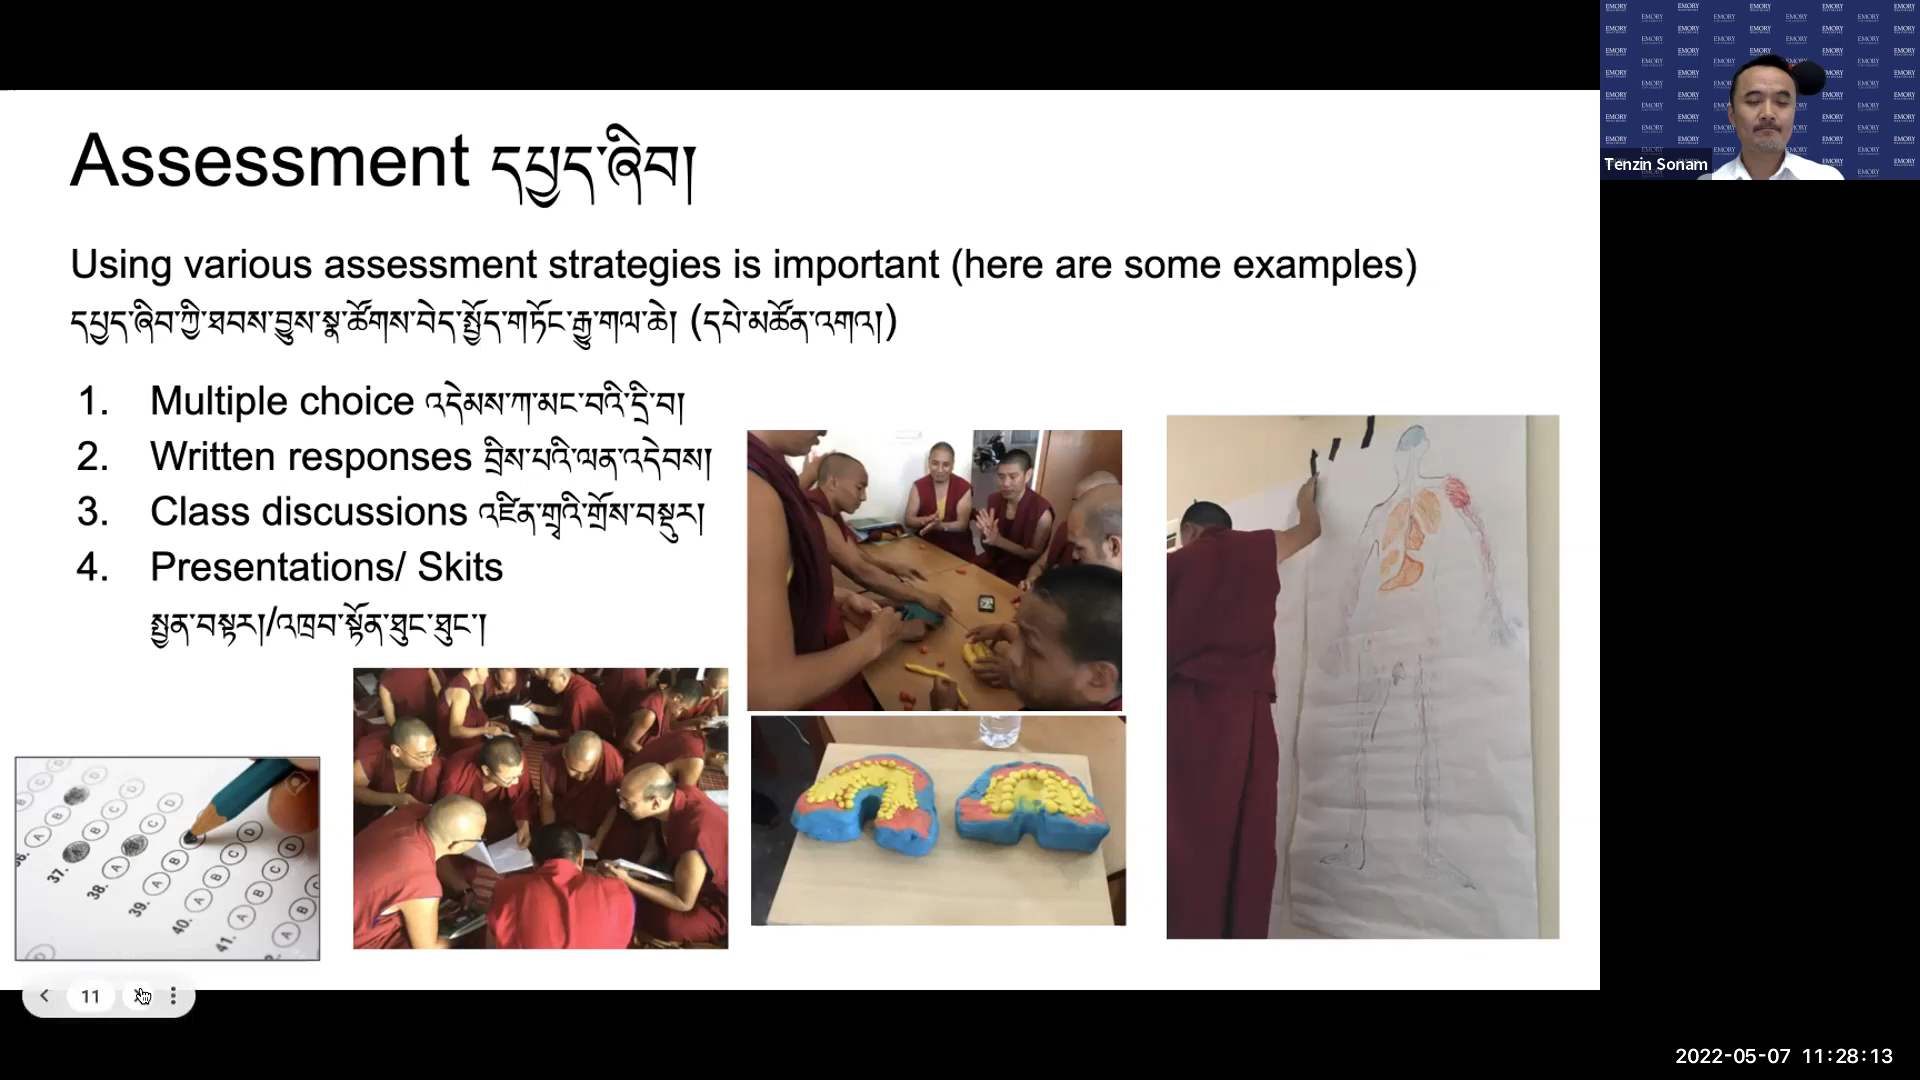 Assessment དཔྱད་ཞིབ།
Using various assessment strategies is important (here are some examples)
དཔྱད་ཞིབ་ཀྱི་ཐབས་བྱུས་སྣ་ཚོགས་བེད་སྤྱོད་གཏོང་རྒྱུ་གལ་ཆེ། (དཔེ་མཚོན་འགའ།)
1. Multiple choice འདེམས་ཀ་མང་བའི་དྲི་བ།
2. Written responses བྲིས་པའི་ལན་འདེབས།
3. Class discussions འཛིན་གྲྭའི་གྲོས་བསྡུར།
4. Presentations/ Skits
སྤྱན་བསྟར།/འཁྲབ་སྟོན་ཐུང་ཐུང་།
37.
38.
39.
40.
41.
11
Tenzin Sonam
EMORY
2022-05-07 11:28:13